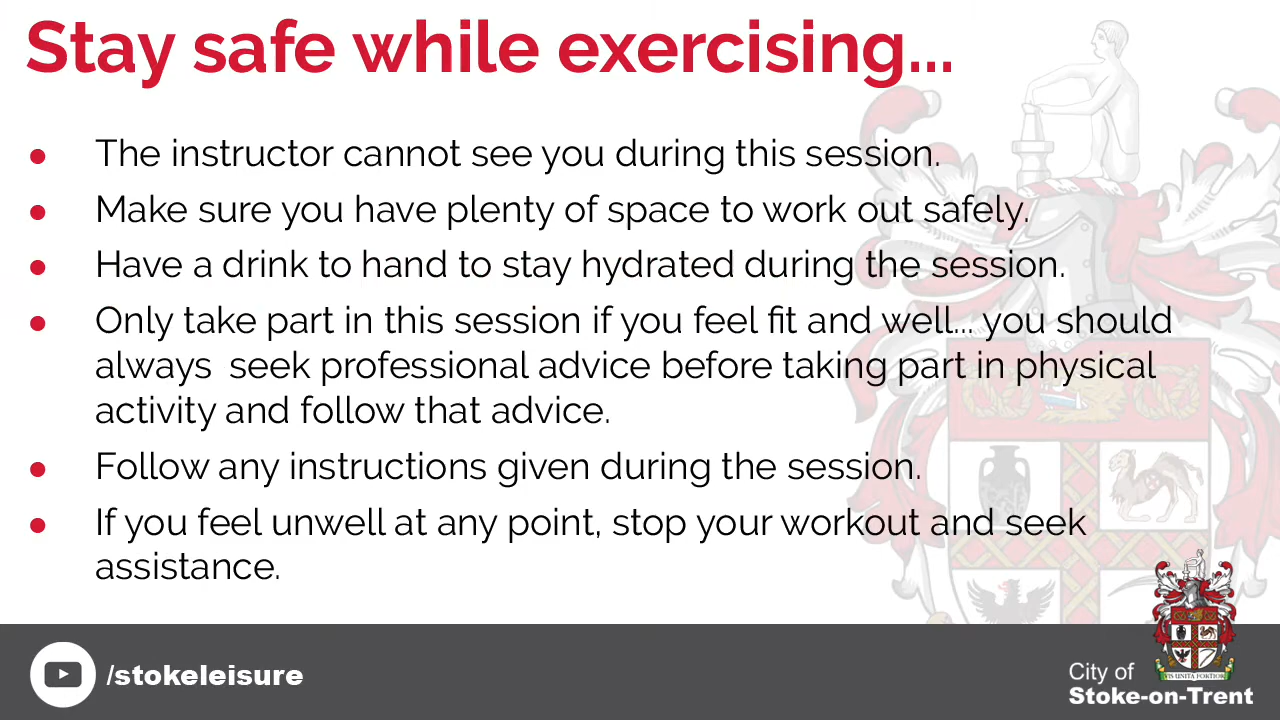 Stay safe while exercising...
● The instructor cannot see you during this session.
● Make sure you have plenty of space to work out safely.
● Have a drink to hand to stay hydrated during the session.
● Only take part in this session if you feel fit and well... you should
always  seek professional advice before taking part in physical
activity and follow that advice.
● Follow any instructions given during the session.
● If you feel unwell at any point, stop your workout and seek
assistance.
/stokeleisure
VIS UNITA FORTIOR
City of
Stoke-on-Trent